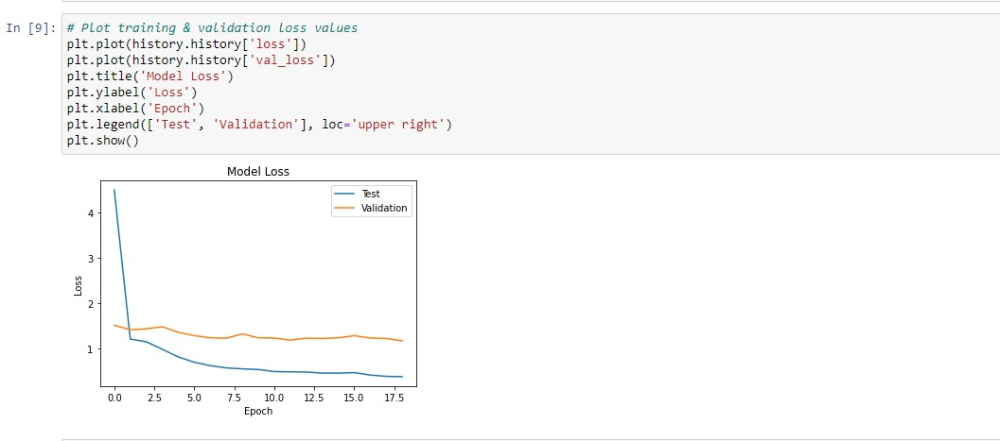 In [9]:
# Plot training & validation loss values
plt.plot(history.history['loss'])
plt.plot(history.history['val_loss'])
plt.title('Model Loss')
plt.ylabel('Loss')
plt.xlabel('Epoch')
plt.legend(['Test', 'Validation'], loc='upper right')
plt.show()
Model Loss
Test
Validation
4
3
2
1
Loss
0.0 2.5 5.0 7.5 10.0 12.5 15.0 17.5
Epoch